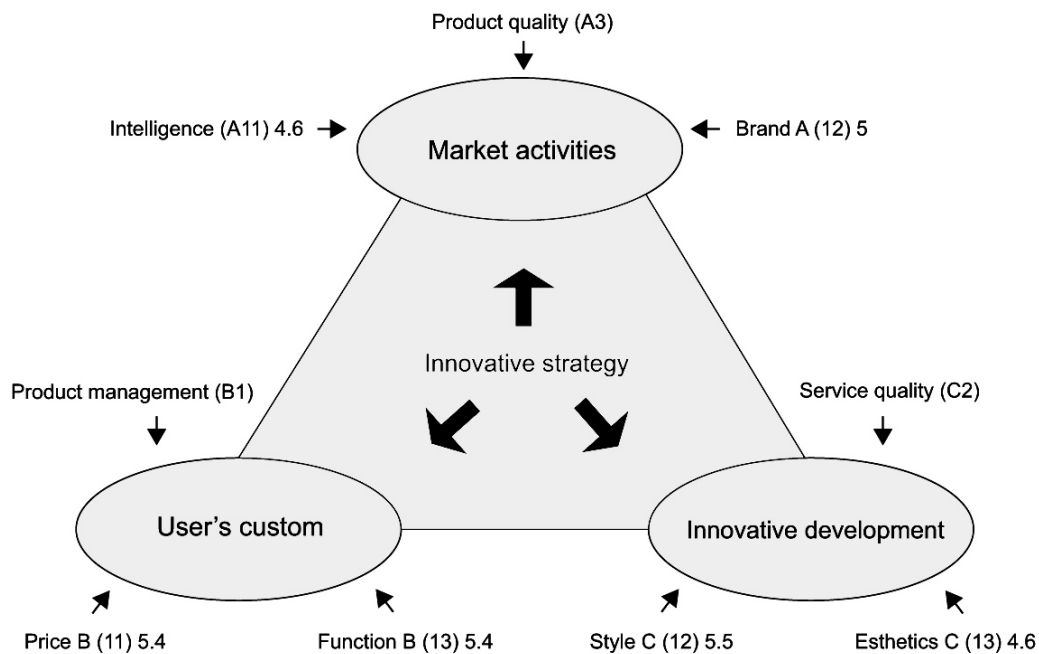 Product quality (A3)
Intelligence (A11) 4.6
Brand A (12) 5
Market activities
Innovative strategy
Product management (B1)
Service quality (C2)
User’s custom
Innovative development
Price B (11) 5.4
Function B (13) 5.4
Style C (12) 5.5
Esthetics C (13) 4.6